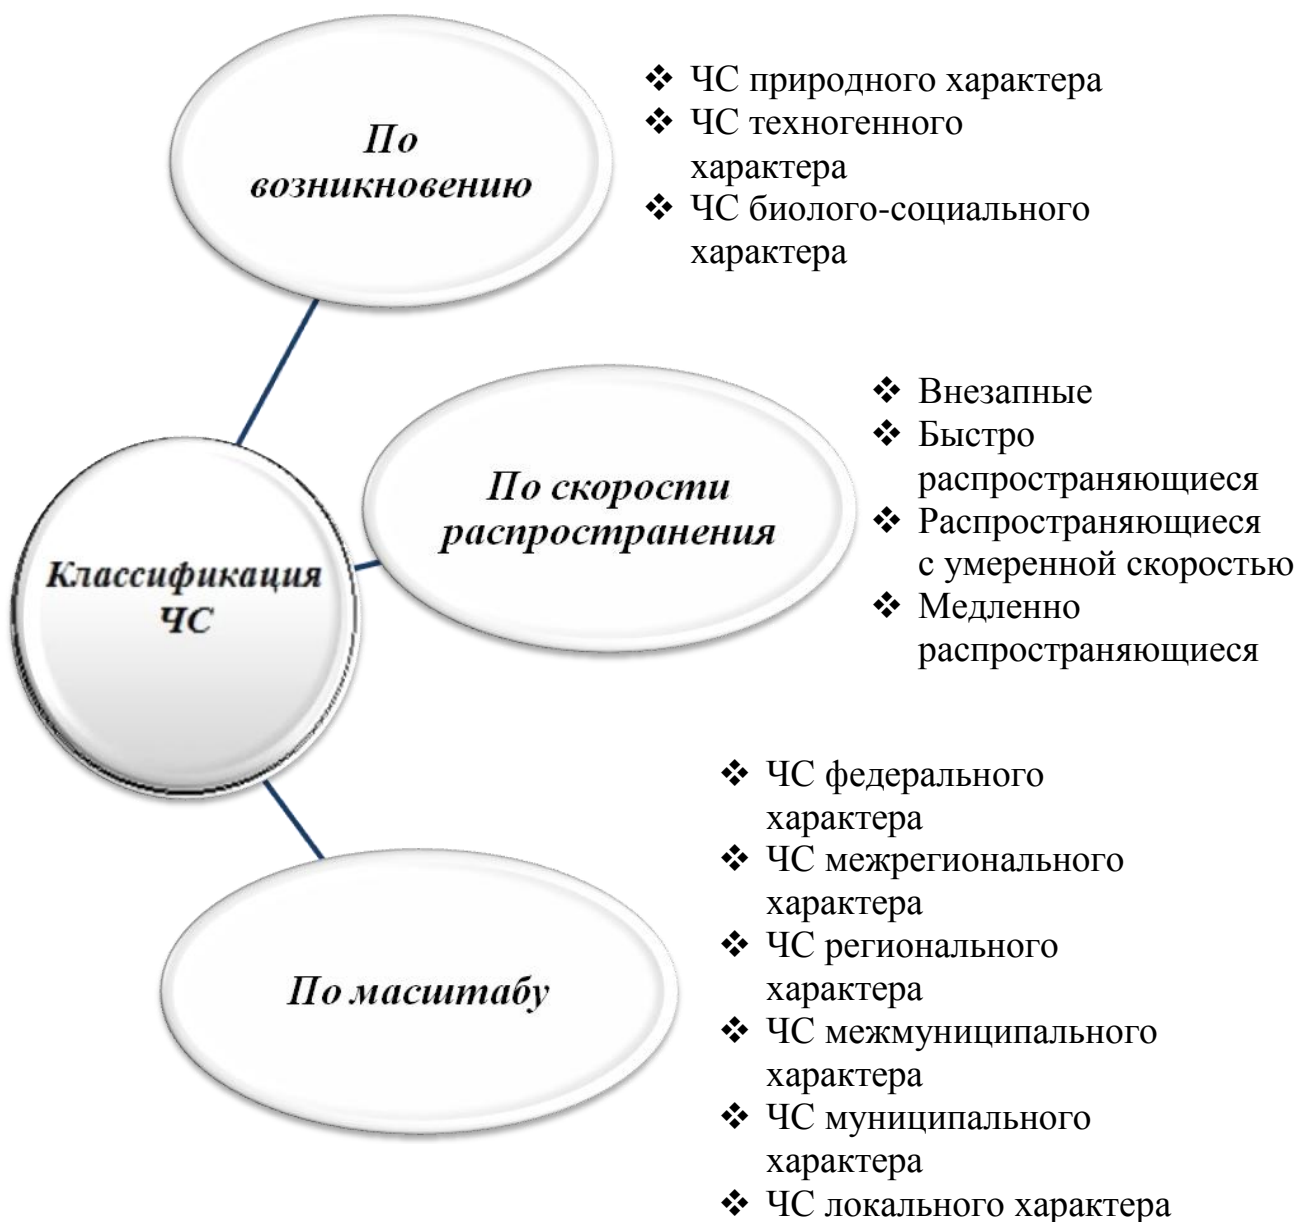 По
возникновению
❖ ЧС природного характера
❖ ЧС техногенного
характера
❖ ЧС биолого-социального
характера
Классификация
ЧС
По скорости
распространения
❖ Внезапные
❖ Быстро
распространяющиеся
❖ Распространяющиеся
с умеренной скоростью
❖ Медленно
распространяющиеся
По масштабу
❖ ЧС федерального
характера
❖ ЧС межрегионального
характера
❖ ЧС регионального
характера
❖ ЧС межмуниципального
характера
❖ ЧС муниципального
характера
❖ ЧС локального характера